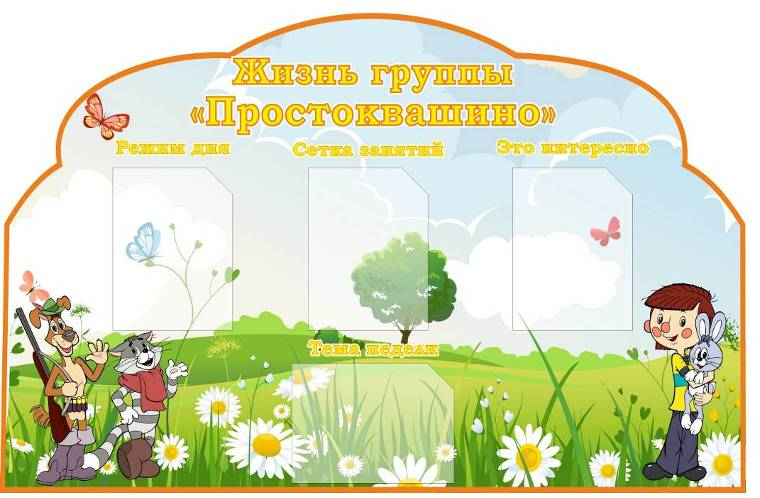 Жизнь группы
«Простоквашино»
Режим дня
Сетка занятий
Это интересно
Тема недели